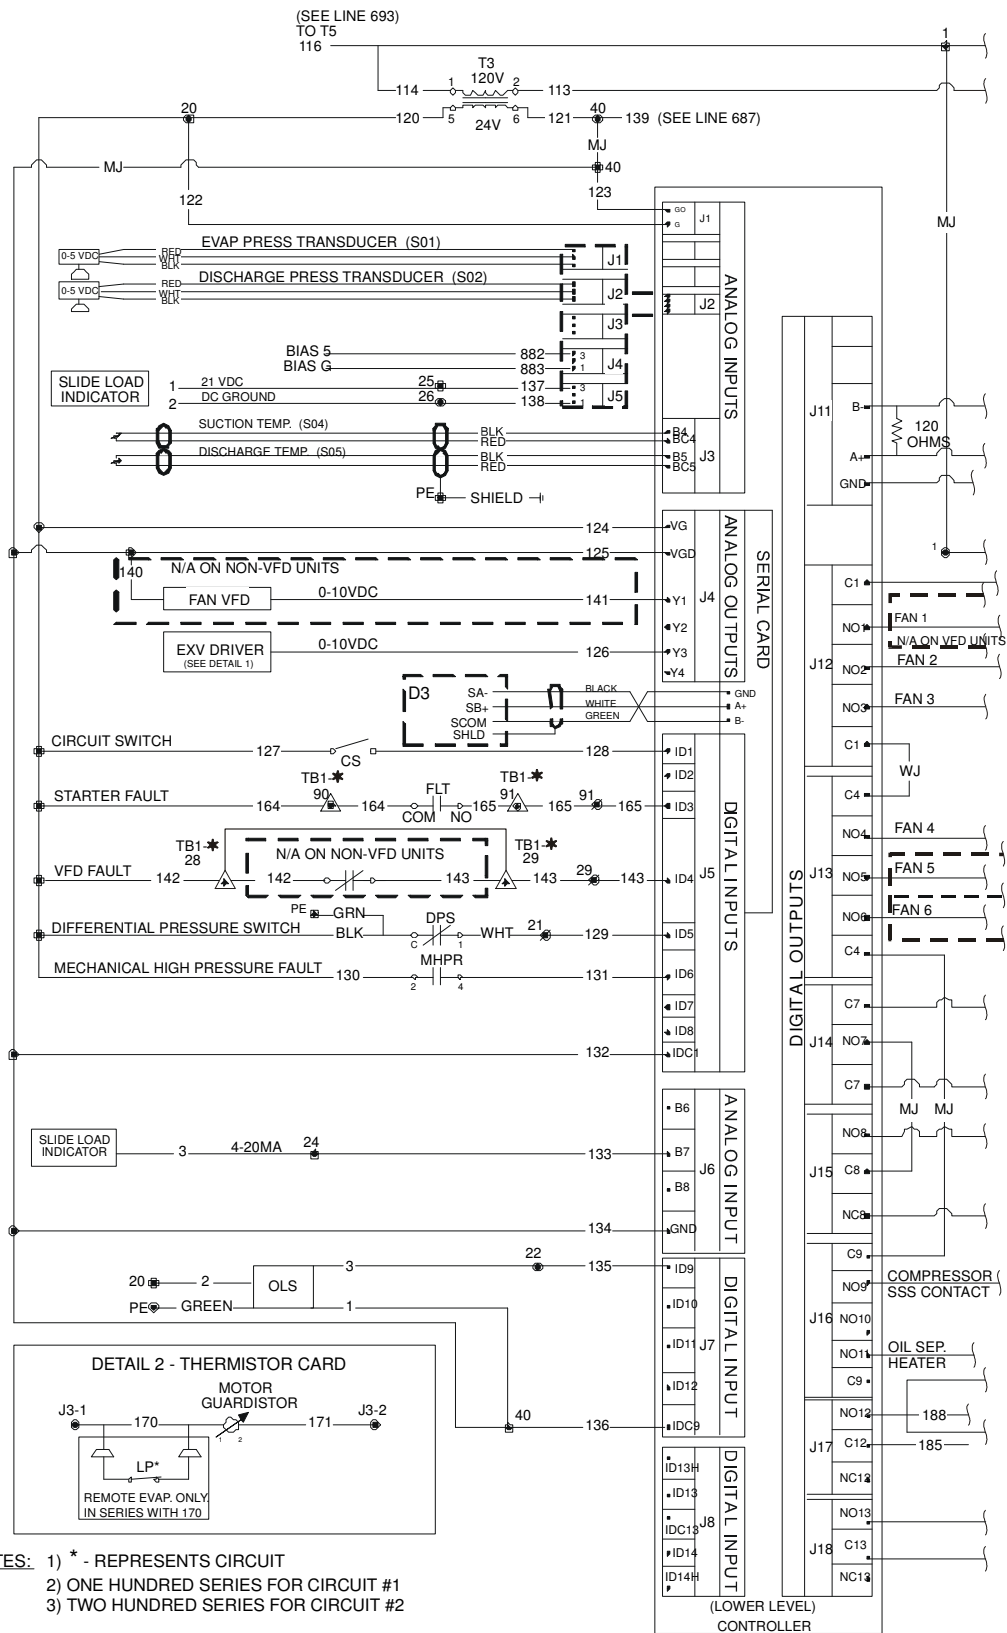 (SEE LINE 693)
TO T5
116
1
T3
120V
114 1 2 113
20
120 5 24V 6 121 40 139 (SEE LINE 687)
MJ
MJ 40
122
123
MJ
GO
G
J1
J2
J3
ANALOG INPUTS
EVAP PRESS TRANSDUCER (S01)
0-5 VDC
RED
WHT
BLK
J1
DISCHARGE PRESS TRANSDUCER (S02)
0-5 VDC
RED
WHT
BLK
J2
J3
BIAS 5 882 3
BIAS G 883 1
J4
SLIDE LOAD
INDICATOR
1 21 VDC 25 137 3
2 DC GROUND 26 138 1
J5
SUCTION TEMP. (S04) BLK B4
RED BC4
DISCHARGE TEMP. (S05) BLK B5
RED BC5
PE SHIELD
J11
B-
120
OHMS
A+
GND
124 VG
125 VGD
1
ANALOG OUTPUTS
J4
SERIAL CARD
140
N/A ON NON-VFD UNITS
FAN VFD 0-10VDC 141 Y1
Y2
EXV DRIVER
(SEE DETAIL 1)
0-10VDC 126 Y3
Y4
J12
C1
NO1 FAN 1
N/A ON VFD UNITS
NO2 FAN 2
NO3 FAN 3
C1
WJ
D3
SA- BLACK GND
SB+ WHITE A+
SCOM GREEN B-
SHLD
CIRCUIT SWITCH 127 CS 128 ID1
ID2
STARTER FAULT 164 TB1-* 90 164 FLT COM NO 165 TB1-* 91 165 91 165 ID3
DIGITAL INPUTS
J5
TB1-*
28
N/A ON NON-VFD UNITS
TB1-*
29
VFD FAULT 142 142 143 143 29 143 ID4
PE GRN
DIFFERENTIAL PRESSURE SWITCH BLK C DPS 1 WHT 21 129 ID5
MECHANICAL HIGH PRESSURE FAULT 130 2 MHPR 4 131 ID6
ID7
ID8
132 IDC1
J13
C4
NO4 FAN 4
NO5 FAN 5
NO6 FAN 6
C4
DIGITAL OUTPUTS
J14
C7
NO7
C7
MJ MJ
ANALOG INPUT
J6
B6
SLIDE LOAD
INDICATOR
3 4-20MA 24 133 B7
B8
134 GND
J15
NO8
C8
NC8
20 2 OLS 3 22 135 ID9
PE GREEN 1
ID10
ID11
J7
DIGITAL INPUT
ID12
40 136 IDC9
J16
C9
NO9 COMPRESSOR
SSS CONTACT
NO10
NO11 OIL SEP.
HEATER
C9
J17
NO12 188
C12 185
NC12
DETAIL 2 - THERMISTOR CARD
MOTOR
GUARDISTOR
J3-1 170 1 2 171 J3-2
LP*
REMOTE EVAP. ONLY.
IN SERIES WITH 170
ID13H
ID13
IDC13
ID14
ID14H
J8
DIGITAL INPUT
J18
NO13
C13
NC13
TES: 1) * - REPRESENTS CIRCUIT
2) ONE HUNDRED SERIES FOR CIRCUIT #1
3) TWO HUNDRED SERIES FOR CIRCUIT #2
(LOWER LEVEL)
CONTROLLER